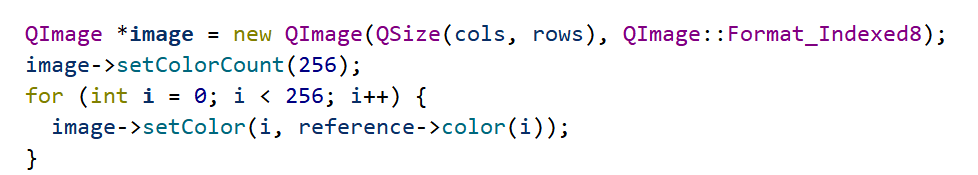 QImage *image = new QImage(QSize(cols, rows), QImage::Format_Indexed8);
image->setColorCount(256);
for (int i = 0; i < 256; i++) {
  image->setColor(i, reference->color(i));
}